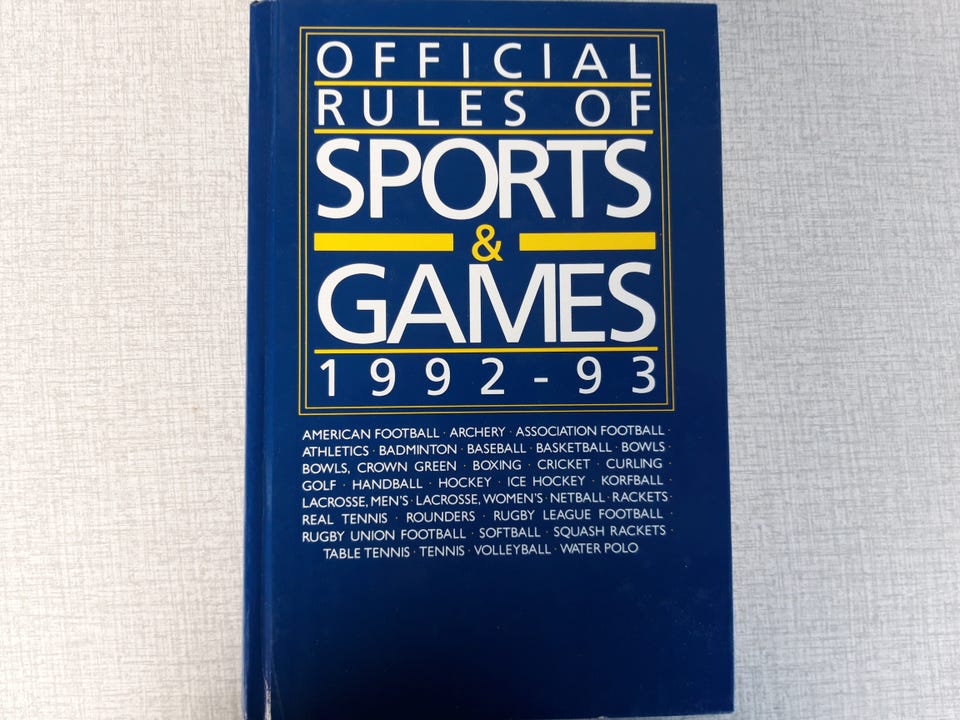 OFFICIAL
RULES OF
SPORTS
&
GAMES
1992-93
AMERICAN FOOTBALL · ARCHERY · ASSOCIATION FOOTBALL ·
ATHLETICS · BADMINTON · BASEBALL · BASKETBALL · BOWLS ·
BOWLS, CROWN GREEN · BOXING · CRICKET · CURLING ·
GOLF · HANDBALL · HOCKEY · ICE HOCKEY · KORFBALL ·
LACROSSE, MEN'S · LACROSSE, WOMEN'S · NETBALL · RACKETS ·
REAL TENNIS · ROUNDERS · RUGBY LEAGUE FOOTBALL ·
RUGBY UNION FOOTBALL · SOFTBALL · SQUASH RACKETS ·
TABLE TENNIS · TENNIS · VOLLEYBALL · WATER POLO